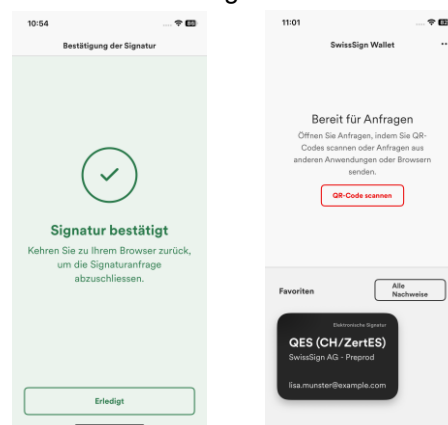 10:54
Bestätigung der Signatur
Signatur bestätigt
Kehren Sie zu Ihrem Browser zurück,
um die Signaturanfrage
abzuschliessen.
Erledigt
11:01
SwissSign Wallet
Bereit für Anfragen
Öffnen Sie Anfragen, indem Sie QR-
Codes scannen oder Anfragen aus
anderen Anwendungen oder Browsern
senden.
QR-Code scannen
Favoriten
Alle
Nachweise
Elektronische Signatur
QES (CH/ZertES)
SwissSign AG - Preprod
lisa.munster@example.com